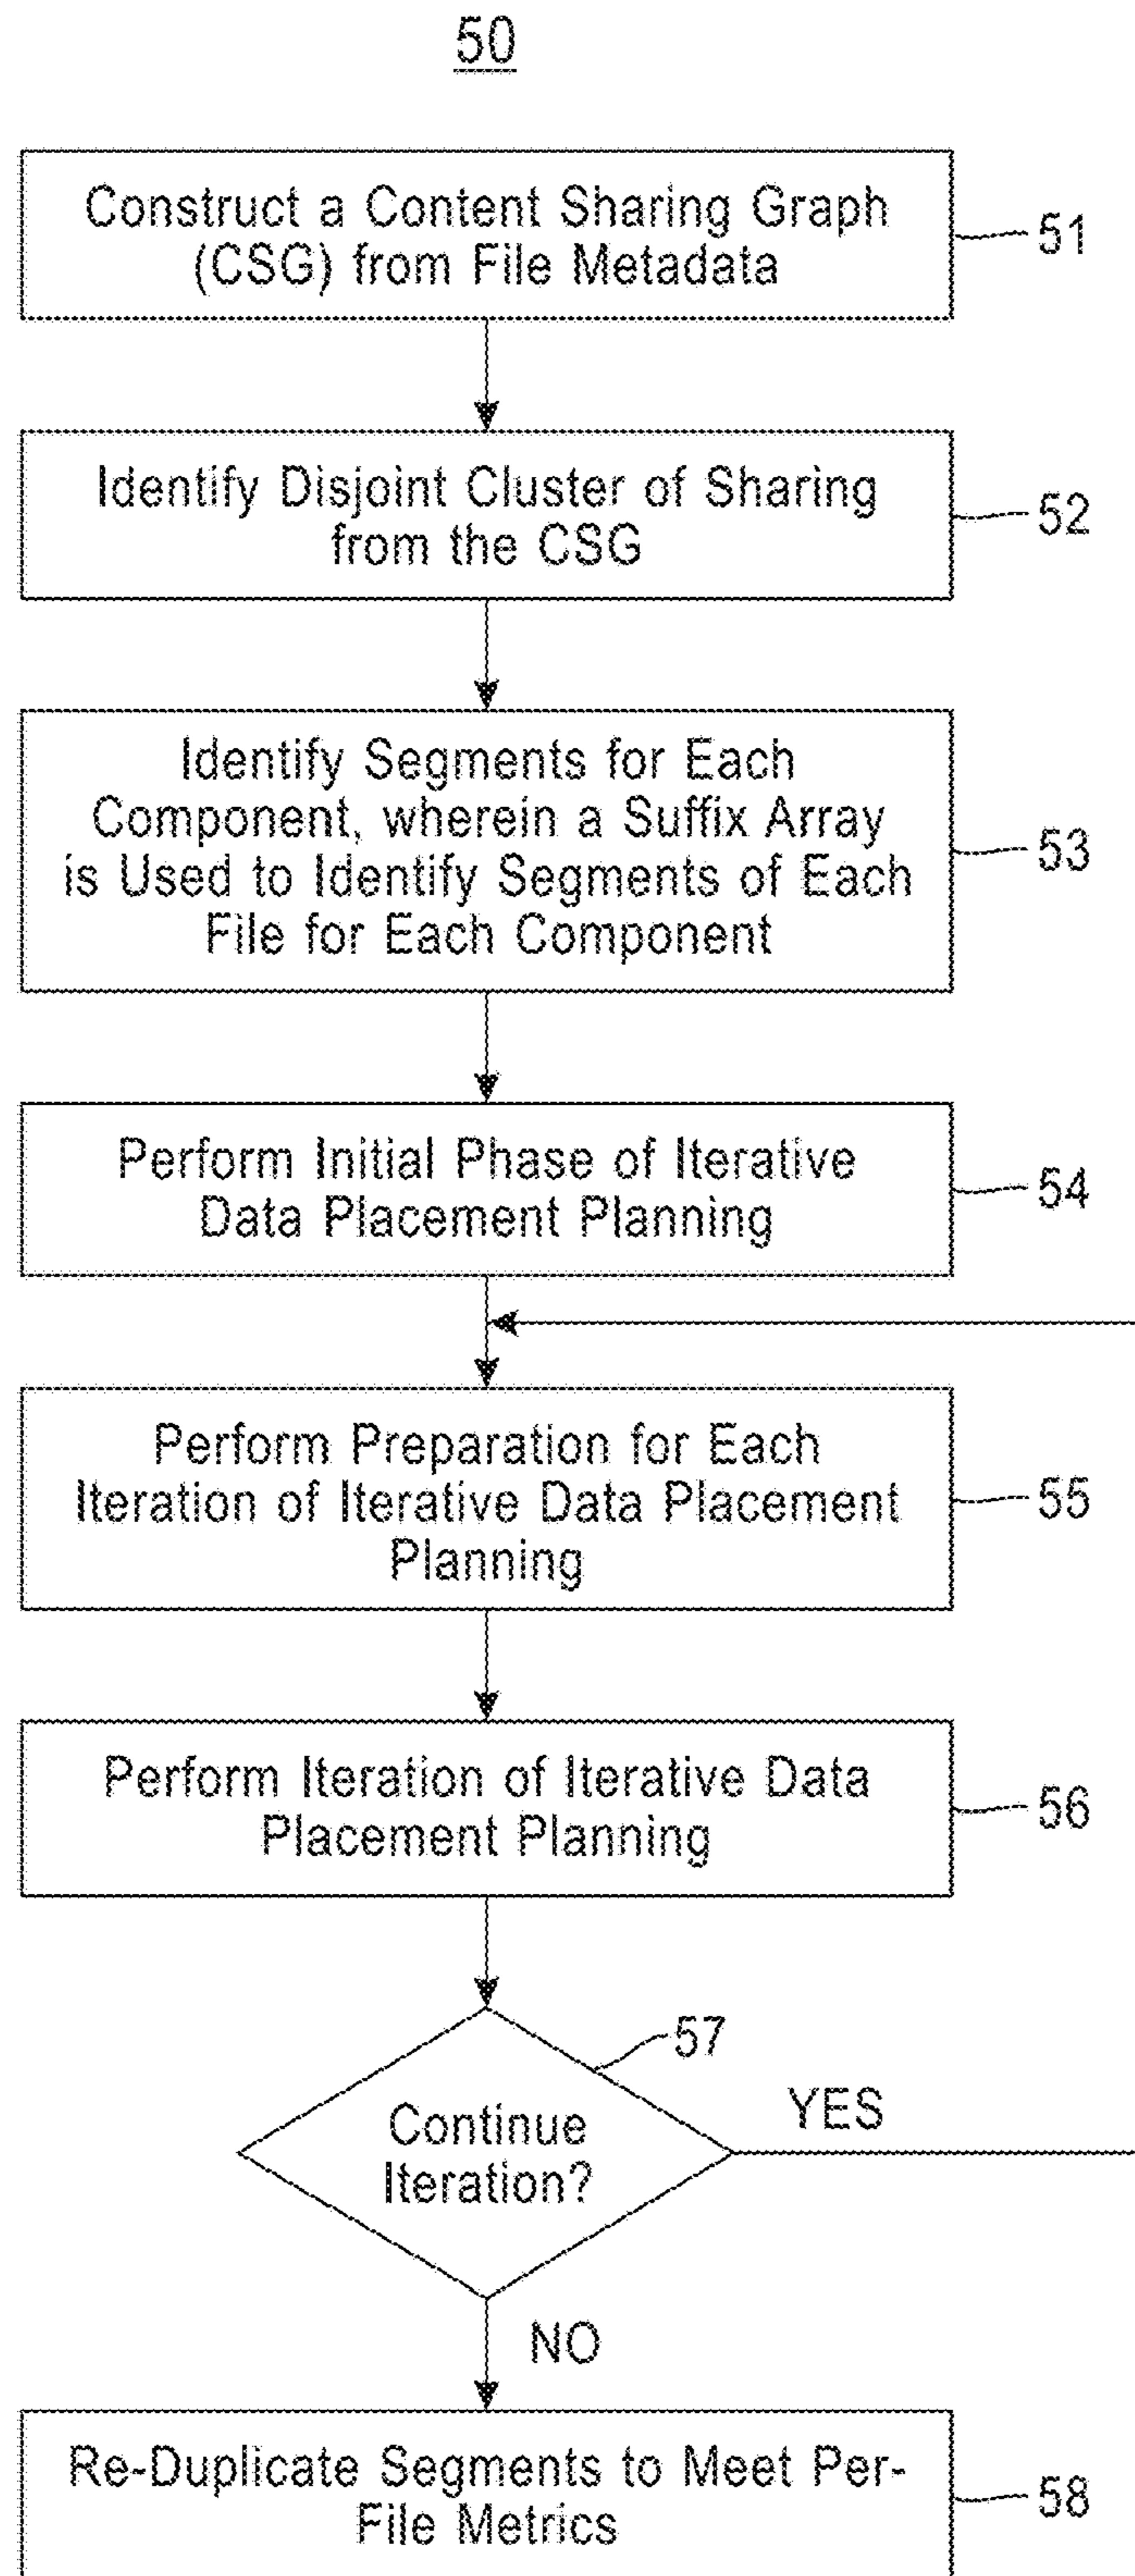 50
Construct a Content Sharing Graph
(CSG) from File Metadata
51
Identify Disjoint Cluster of Sharing
from the CSG
52
Identify Segments for Each
Component, wherein a Suffix Array
is Used to Identify Segments of Each
File for Each Component
53
Perform Initial Phase of Iterative
Data Placement Planning
54
Perform Preparation for Each
Iteration of Iterative Data Placement
Planning
55
Perform Iteration of Iterative Data
Placement Planning
56
57
Continue
Iteration?
YES
NO
Re-Duplicate Segments to Meet Per-
File Metrics
58